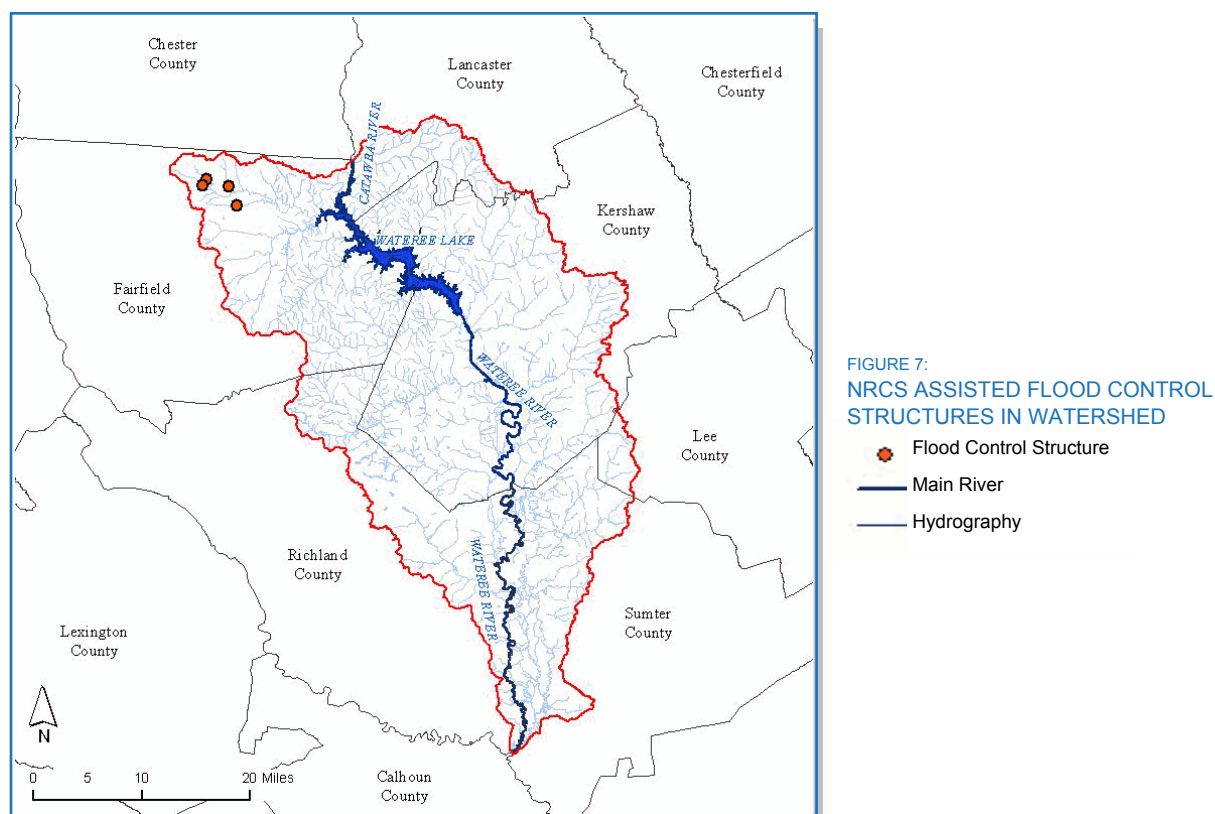 Chester
County
Lancaster
County
Chesterfield
County
CATAWBA RIVER
Kershaw
County
WATEREE LAKE
Fairfield
County
WATEREE RIVER
Lee
County
Richland
County
WATEREE RIVER
Sumter
County
Lexington
County
N
Calhoun
County
0 5 10 20 Miles
FIGURE 7:
NRCS ASSISTED FLOOD CONTROL
STRUCTURES IN WATERSHED
Flood Control Structure
Main River
Hydrography